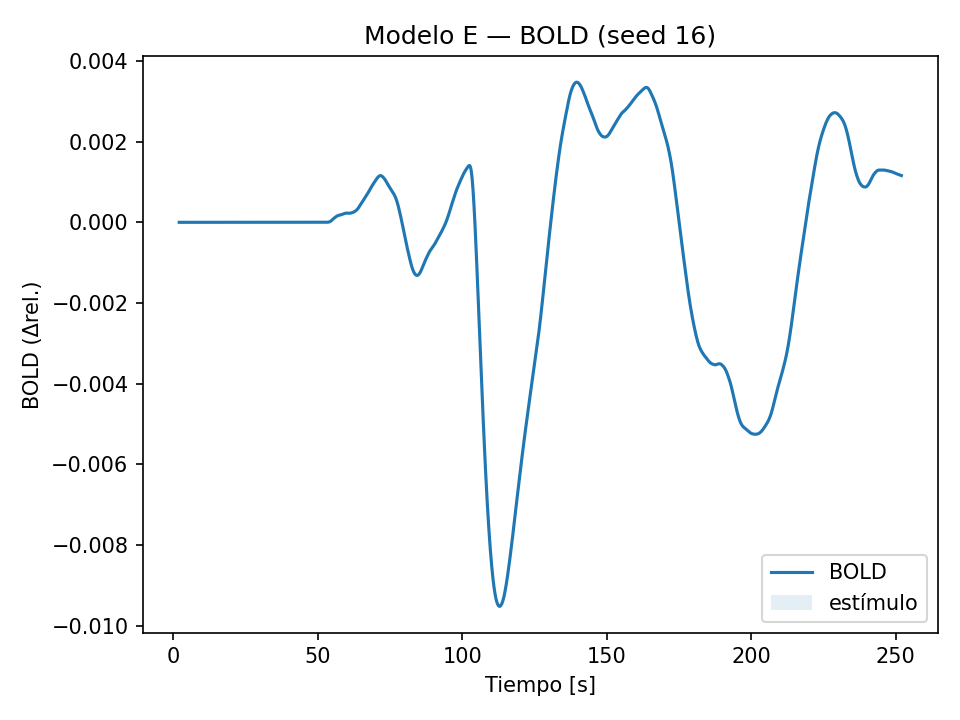 Modelo E — BOLD (seed 16)
BOLD (Δrel.)
0.004
0.002
0.000
−0.002
−0.004
−0.006
−0.008
−0.010
0 50 100 150 200 250
Tiempo [s]
BOLD
estímulo